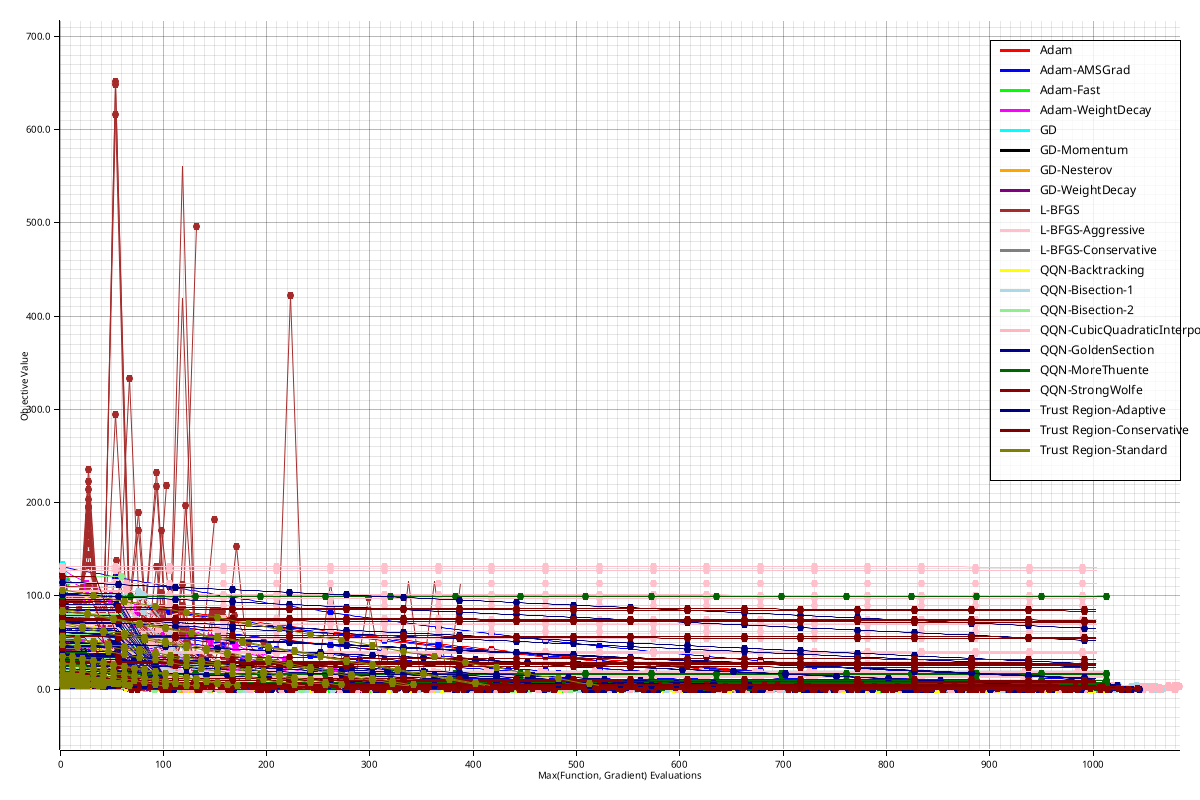 700.0
600.0
500.0
400.0
300.0
200.0
100.0
0.0
Objective Value
0
100
200
300
400
500
600
700
800
900
1000
Max(Function, Gradient) Evaluations
Adam
Adam-AMSGrad
Adam-Fast
Adam-WeightDecay
GD
GD-Momentum
GD-Nesterov
GD-WeightDecay
L-BFGS
L-BFGS-Aggressive
L-BFGS-Conservative
QQN-Backtracking
QQN-Bisection-1
QQN-Bisection-2
QQN-CubicQuadraticInterpo
QQN-GoldenSection
QQN-MoreThuente
QQN-StrongWolfe
Trust Region-Adaptive
Trust Region-Conservative
Trust Region-Standard